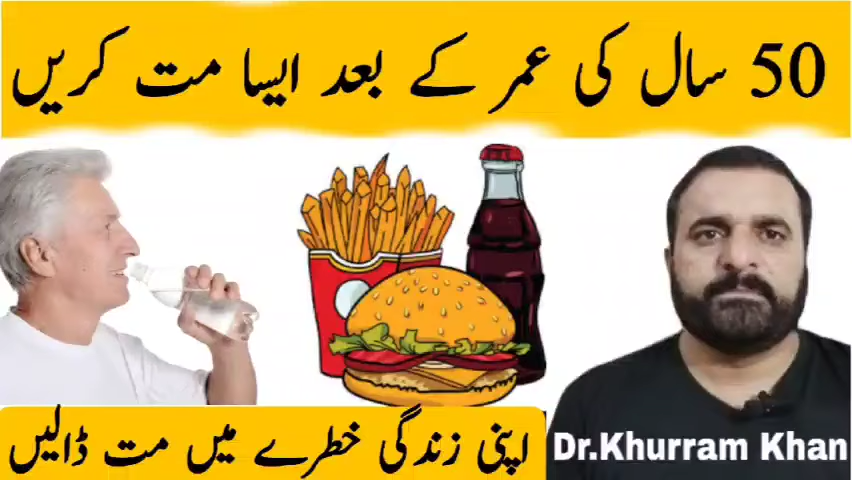 50 سال کی عمر کے بعد ایسا مت کریں
اپنی زندگی خطرے میں مت ڈالیں
Dr.Khurram Khan